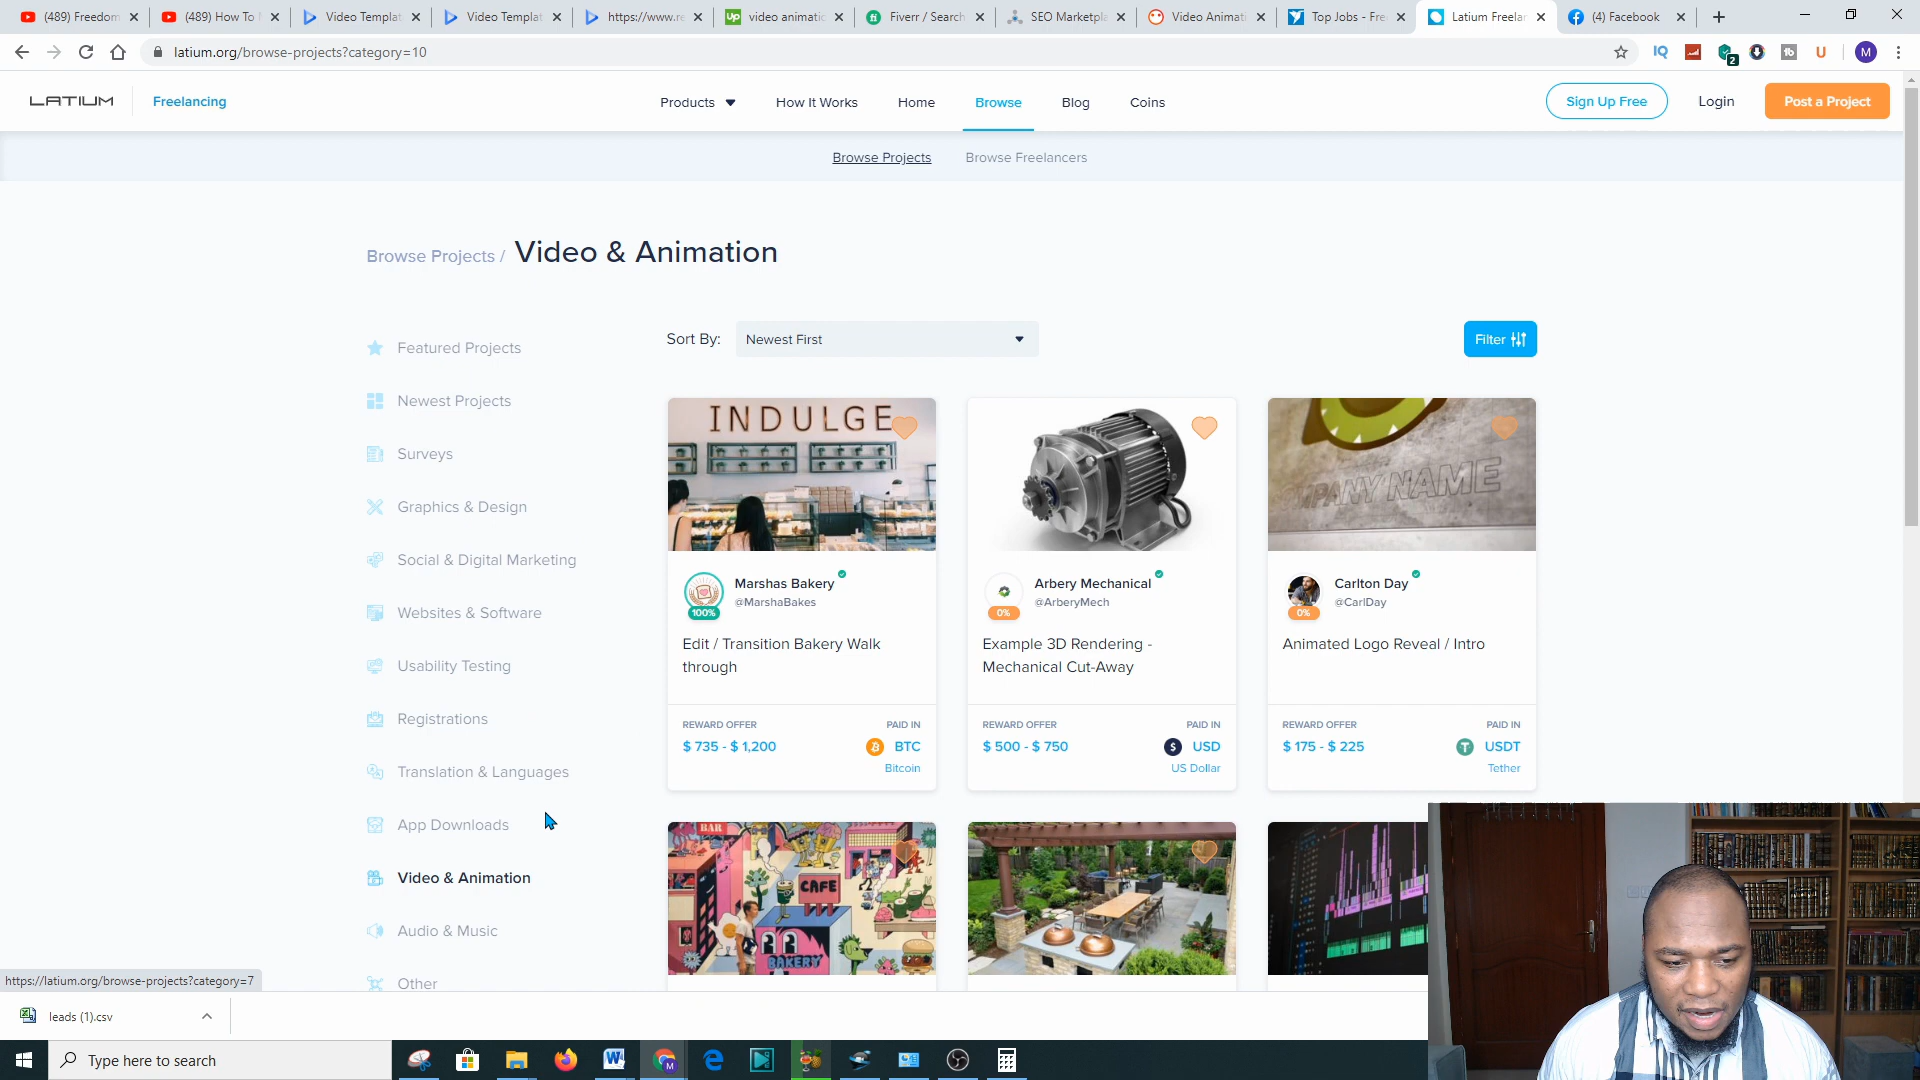 (489) Freedom
(489) How To
Video Templat
Video Templat
https://www.re
video animatic
Fiverr / Search
SEO Marketpla
Video Animati
Top Jobs - Fre
Latium Freelan
(4) Facebook
latium.org/browse-projects?category=10
LATIUM
Freelancing
Products
How It Works
Home
Browse
Blog
Coins
Sign Up Free
Login
Post a Project
Browse Projects
Browse Freelancers
Browse Projects / Video & Animation
Featured Projects
Newest Projects
Surveys
Graphics & Design
Social & Digital Marketing
Websites & Software
Usability Testing
Registrations
Translation & Languages
App Downloads
Video & Animation
Audio & Music
Other
Sort By:
Newest First
Filter
INDULGE
Marshas Bakery
@MarshaBakes
100%
Edit / Transition Bakery Walk
through
REWARD OFFER
PAID IN
$ 735 - $ 1,200
BTC
Bitcoin
Arbery Mechanical
@ArberyMech
0%
Example 3D Rendering -
Mechanical Cut-Away
REWARD OFFER
PAID IN
$ 500 - $ 750
USD
US Dollar
MPANY NAME
Carlton Day
@CarlDay
0%
Animated Logo Reveal / Intro
REWARD OFFER
PAID IN
$ 175 - $ 225
USDT
Tether
BAR
CAFE
BAKERY
https://latium.org/browse-projects?category=7
leads (1).csv
Type here to search